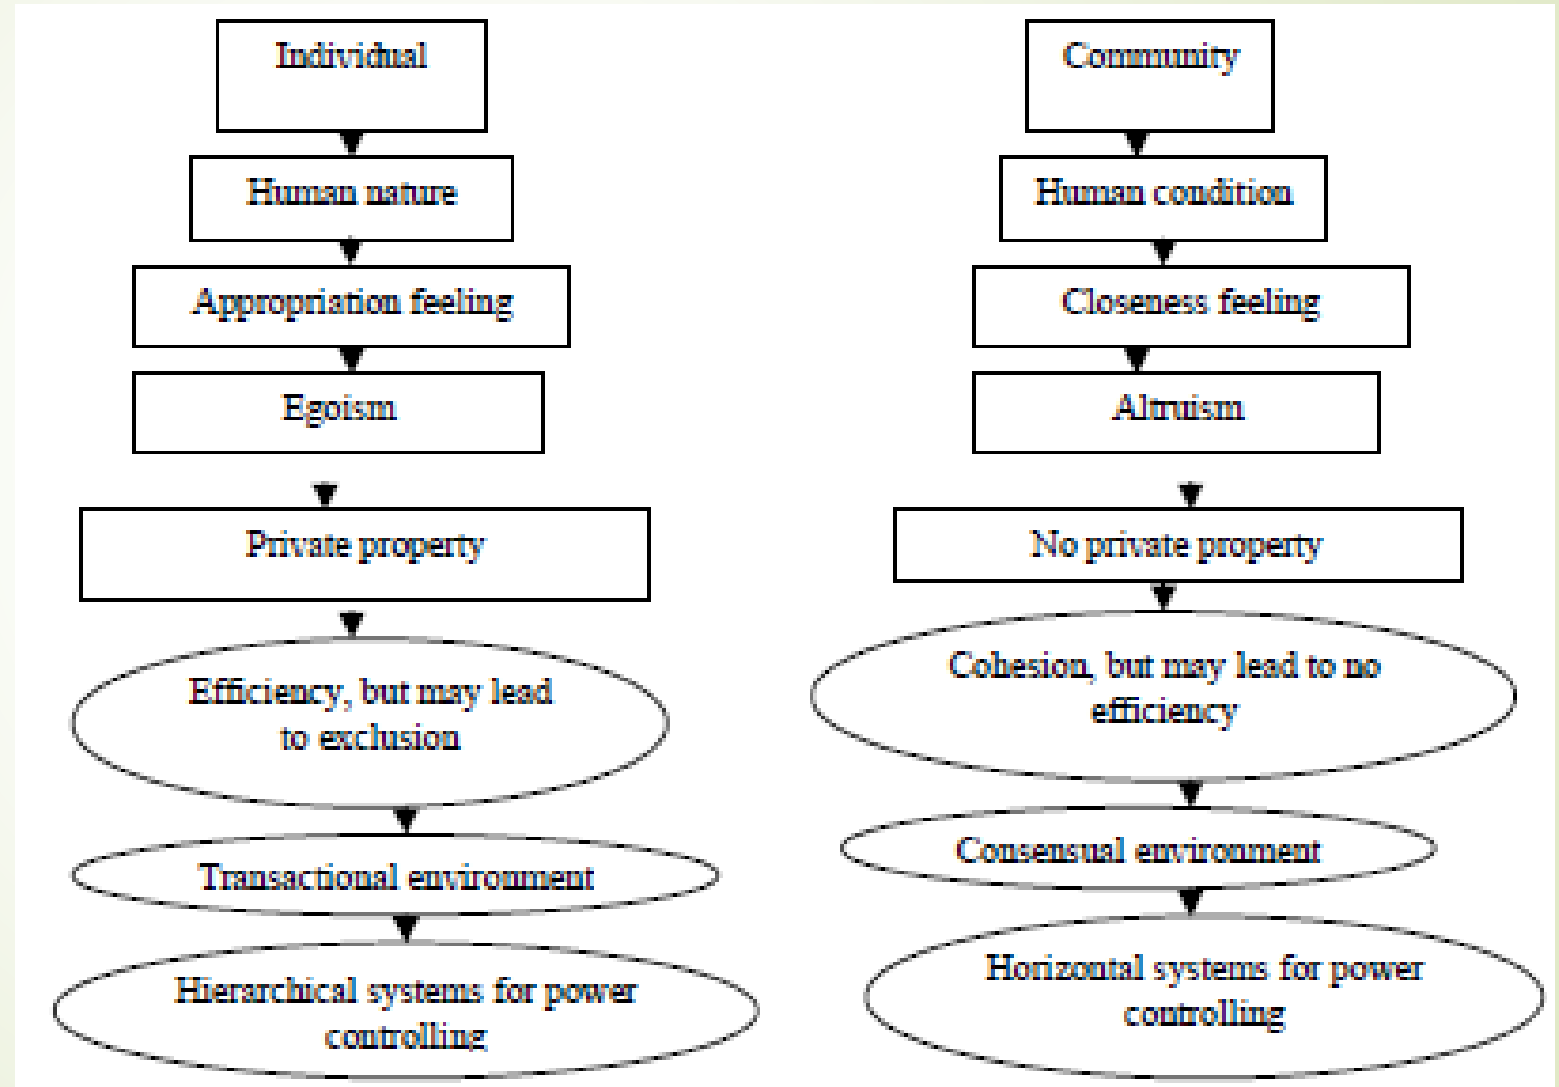 Individual
Human nature
Appropriation feeling
Egoism
Private property
Efficiency, but may lead
to exclusion
Transactional environment
Hierarchical systems for power
controlling
Community
Human condition
Closeness feeling
Altruism
No private property
Cohesion, but may lead to no
efficiency
Consensual environment
Horizontal systems for power
controlling